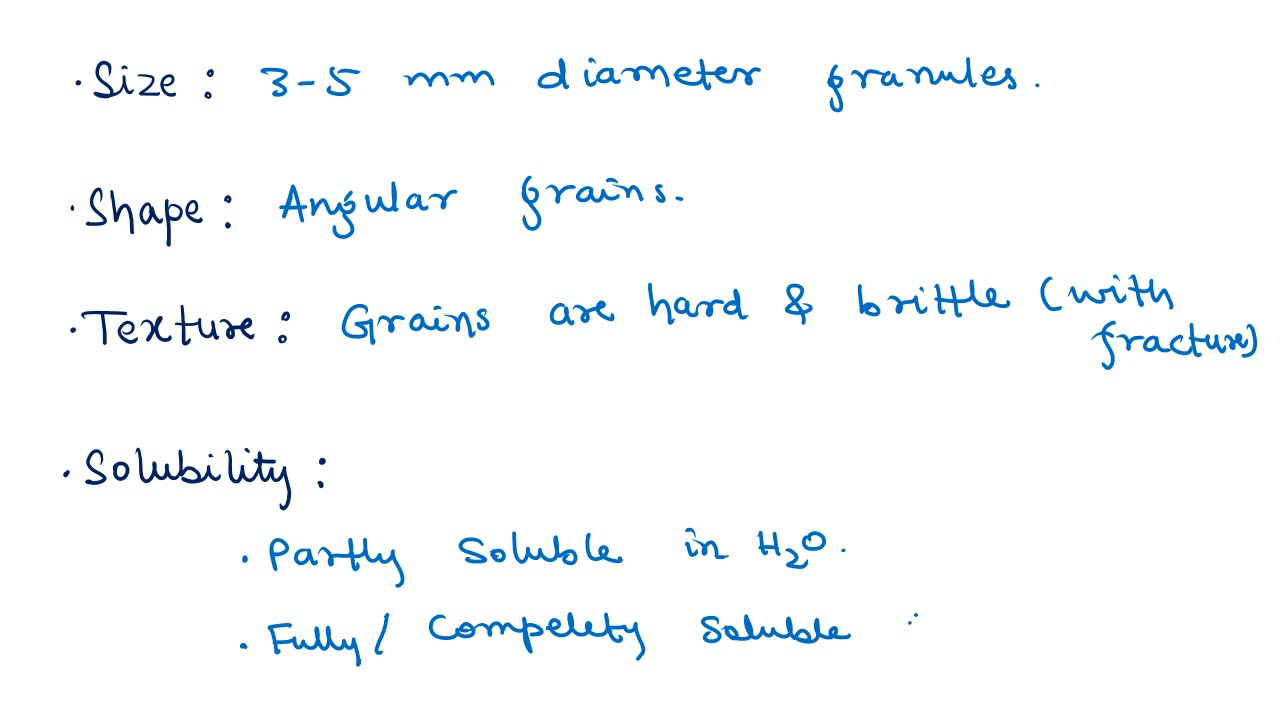 · Size : 3-5 mm diameter granules.
· Shape : Angular grains.
· Texture : Grains are hard & brittle (with
fracture)
· Solubility :
· Partly soluble in H₂O.
· Fully / Compelety soluble